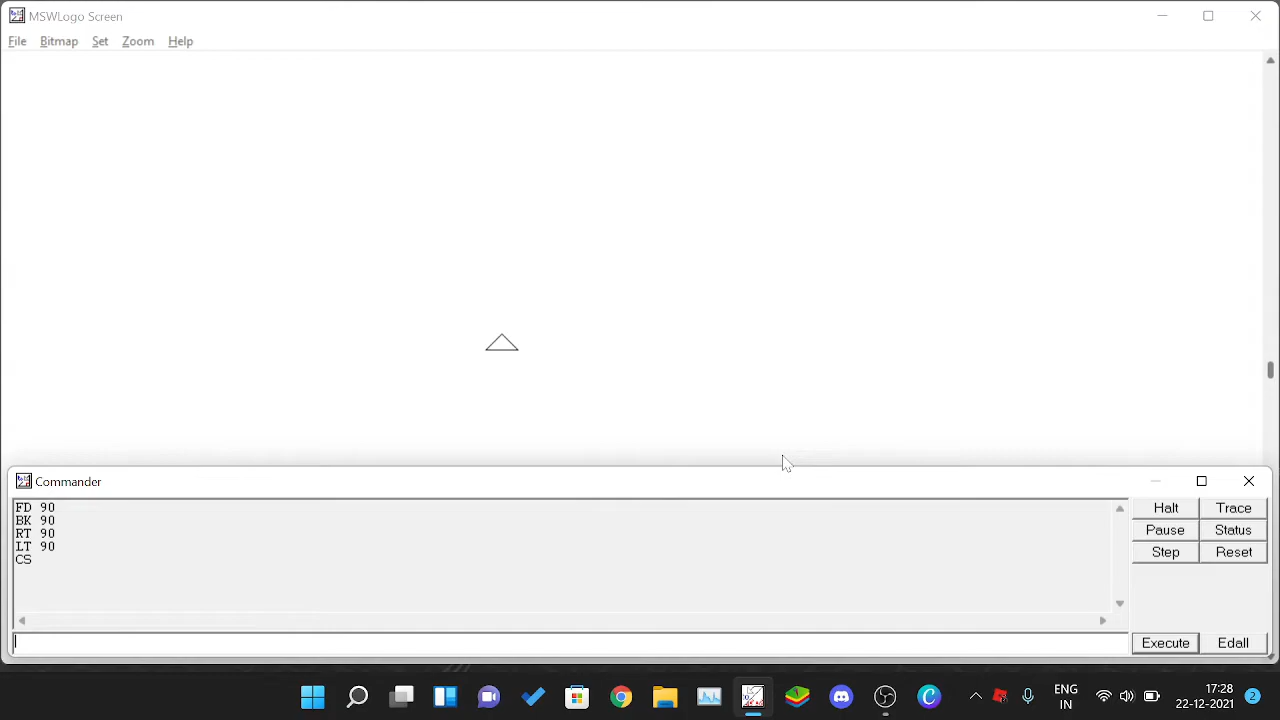 MSWLogo Screen
File Bitmap Set Zoom Help
Commander
FD 90
BK 90
RT 90
LT 90
CS
Halt Trace
Pause Status
Step Reset
Execute Edall
ENG
IN
17:28
22-12-2021
2